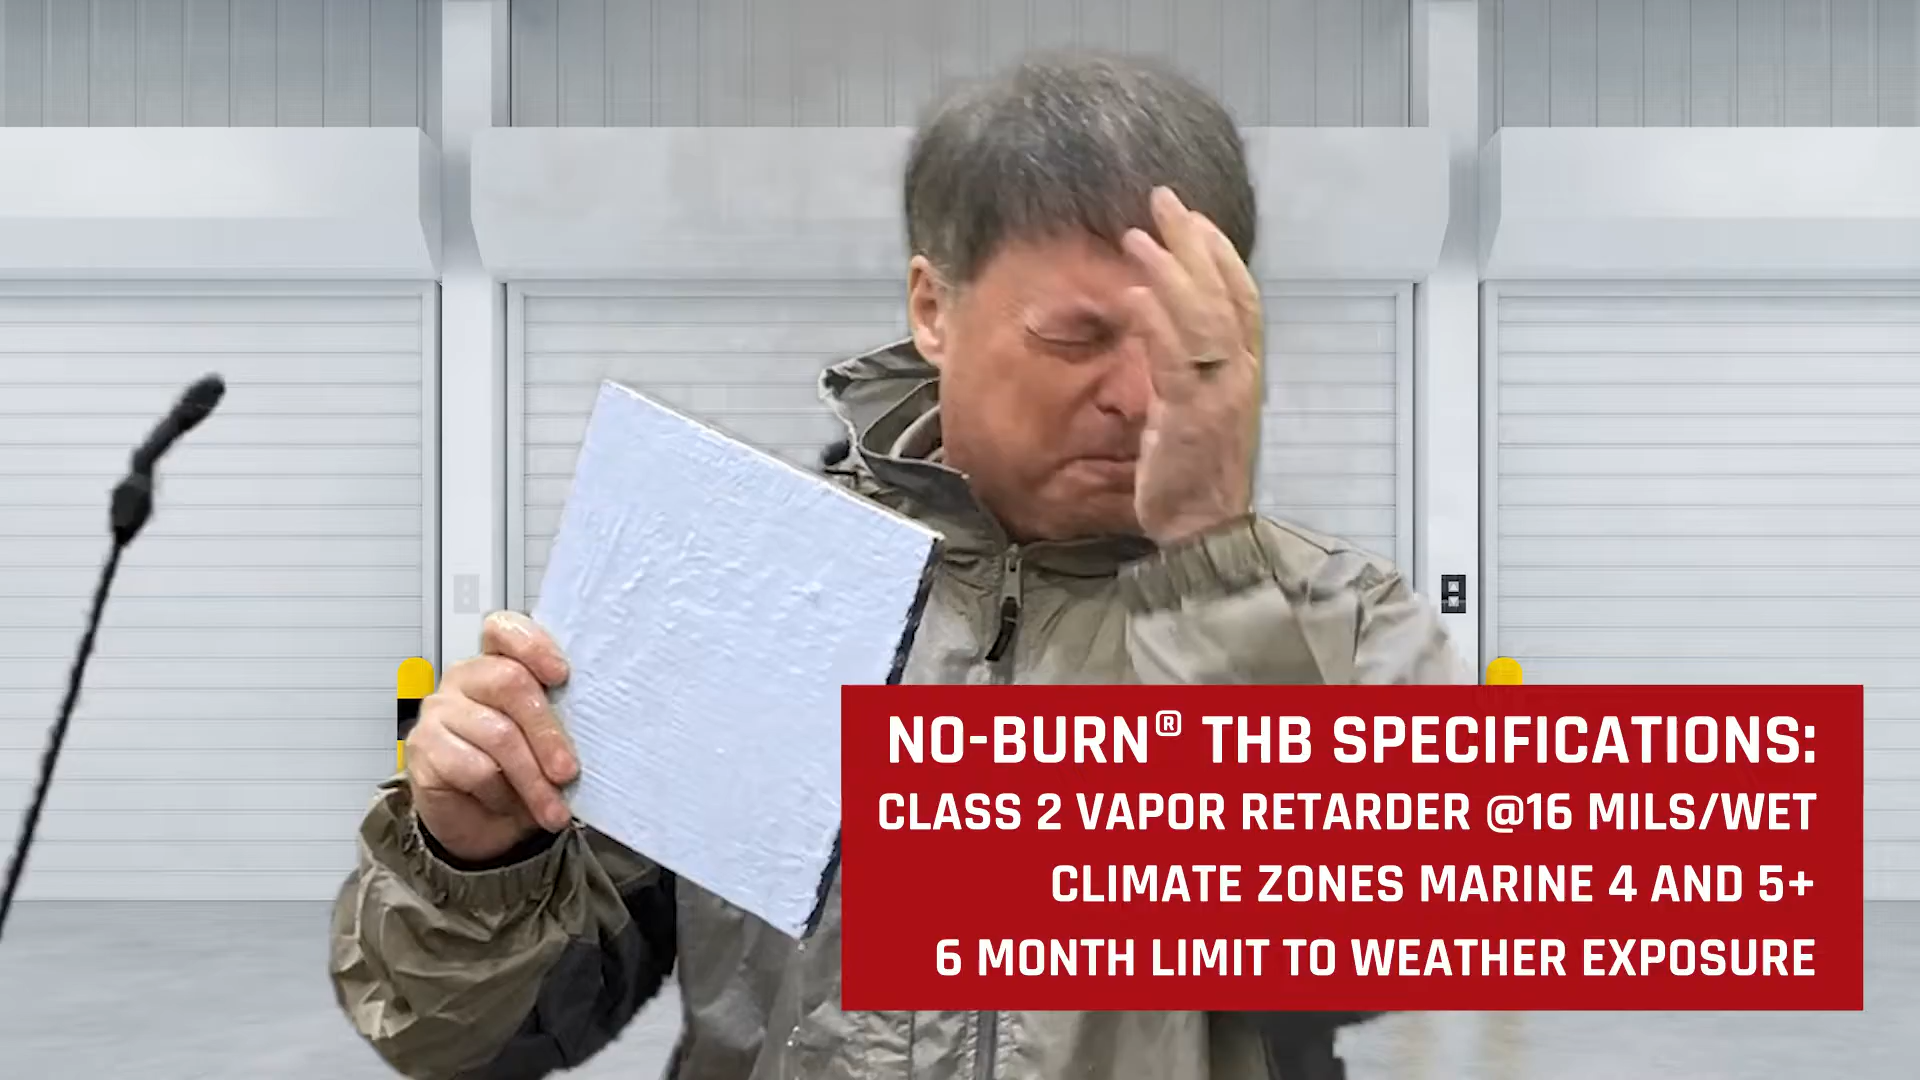 NO-BURN® THB SPECIFICATIONS:
CLASS 2 VAPOR RETARDER @16 MILS/WET
CLIMATE ZONES MARINE 4 AND 5+
6 MONTH LIMIT TO WEATHER EXPOSURE